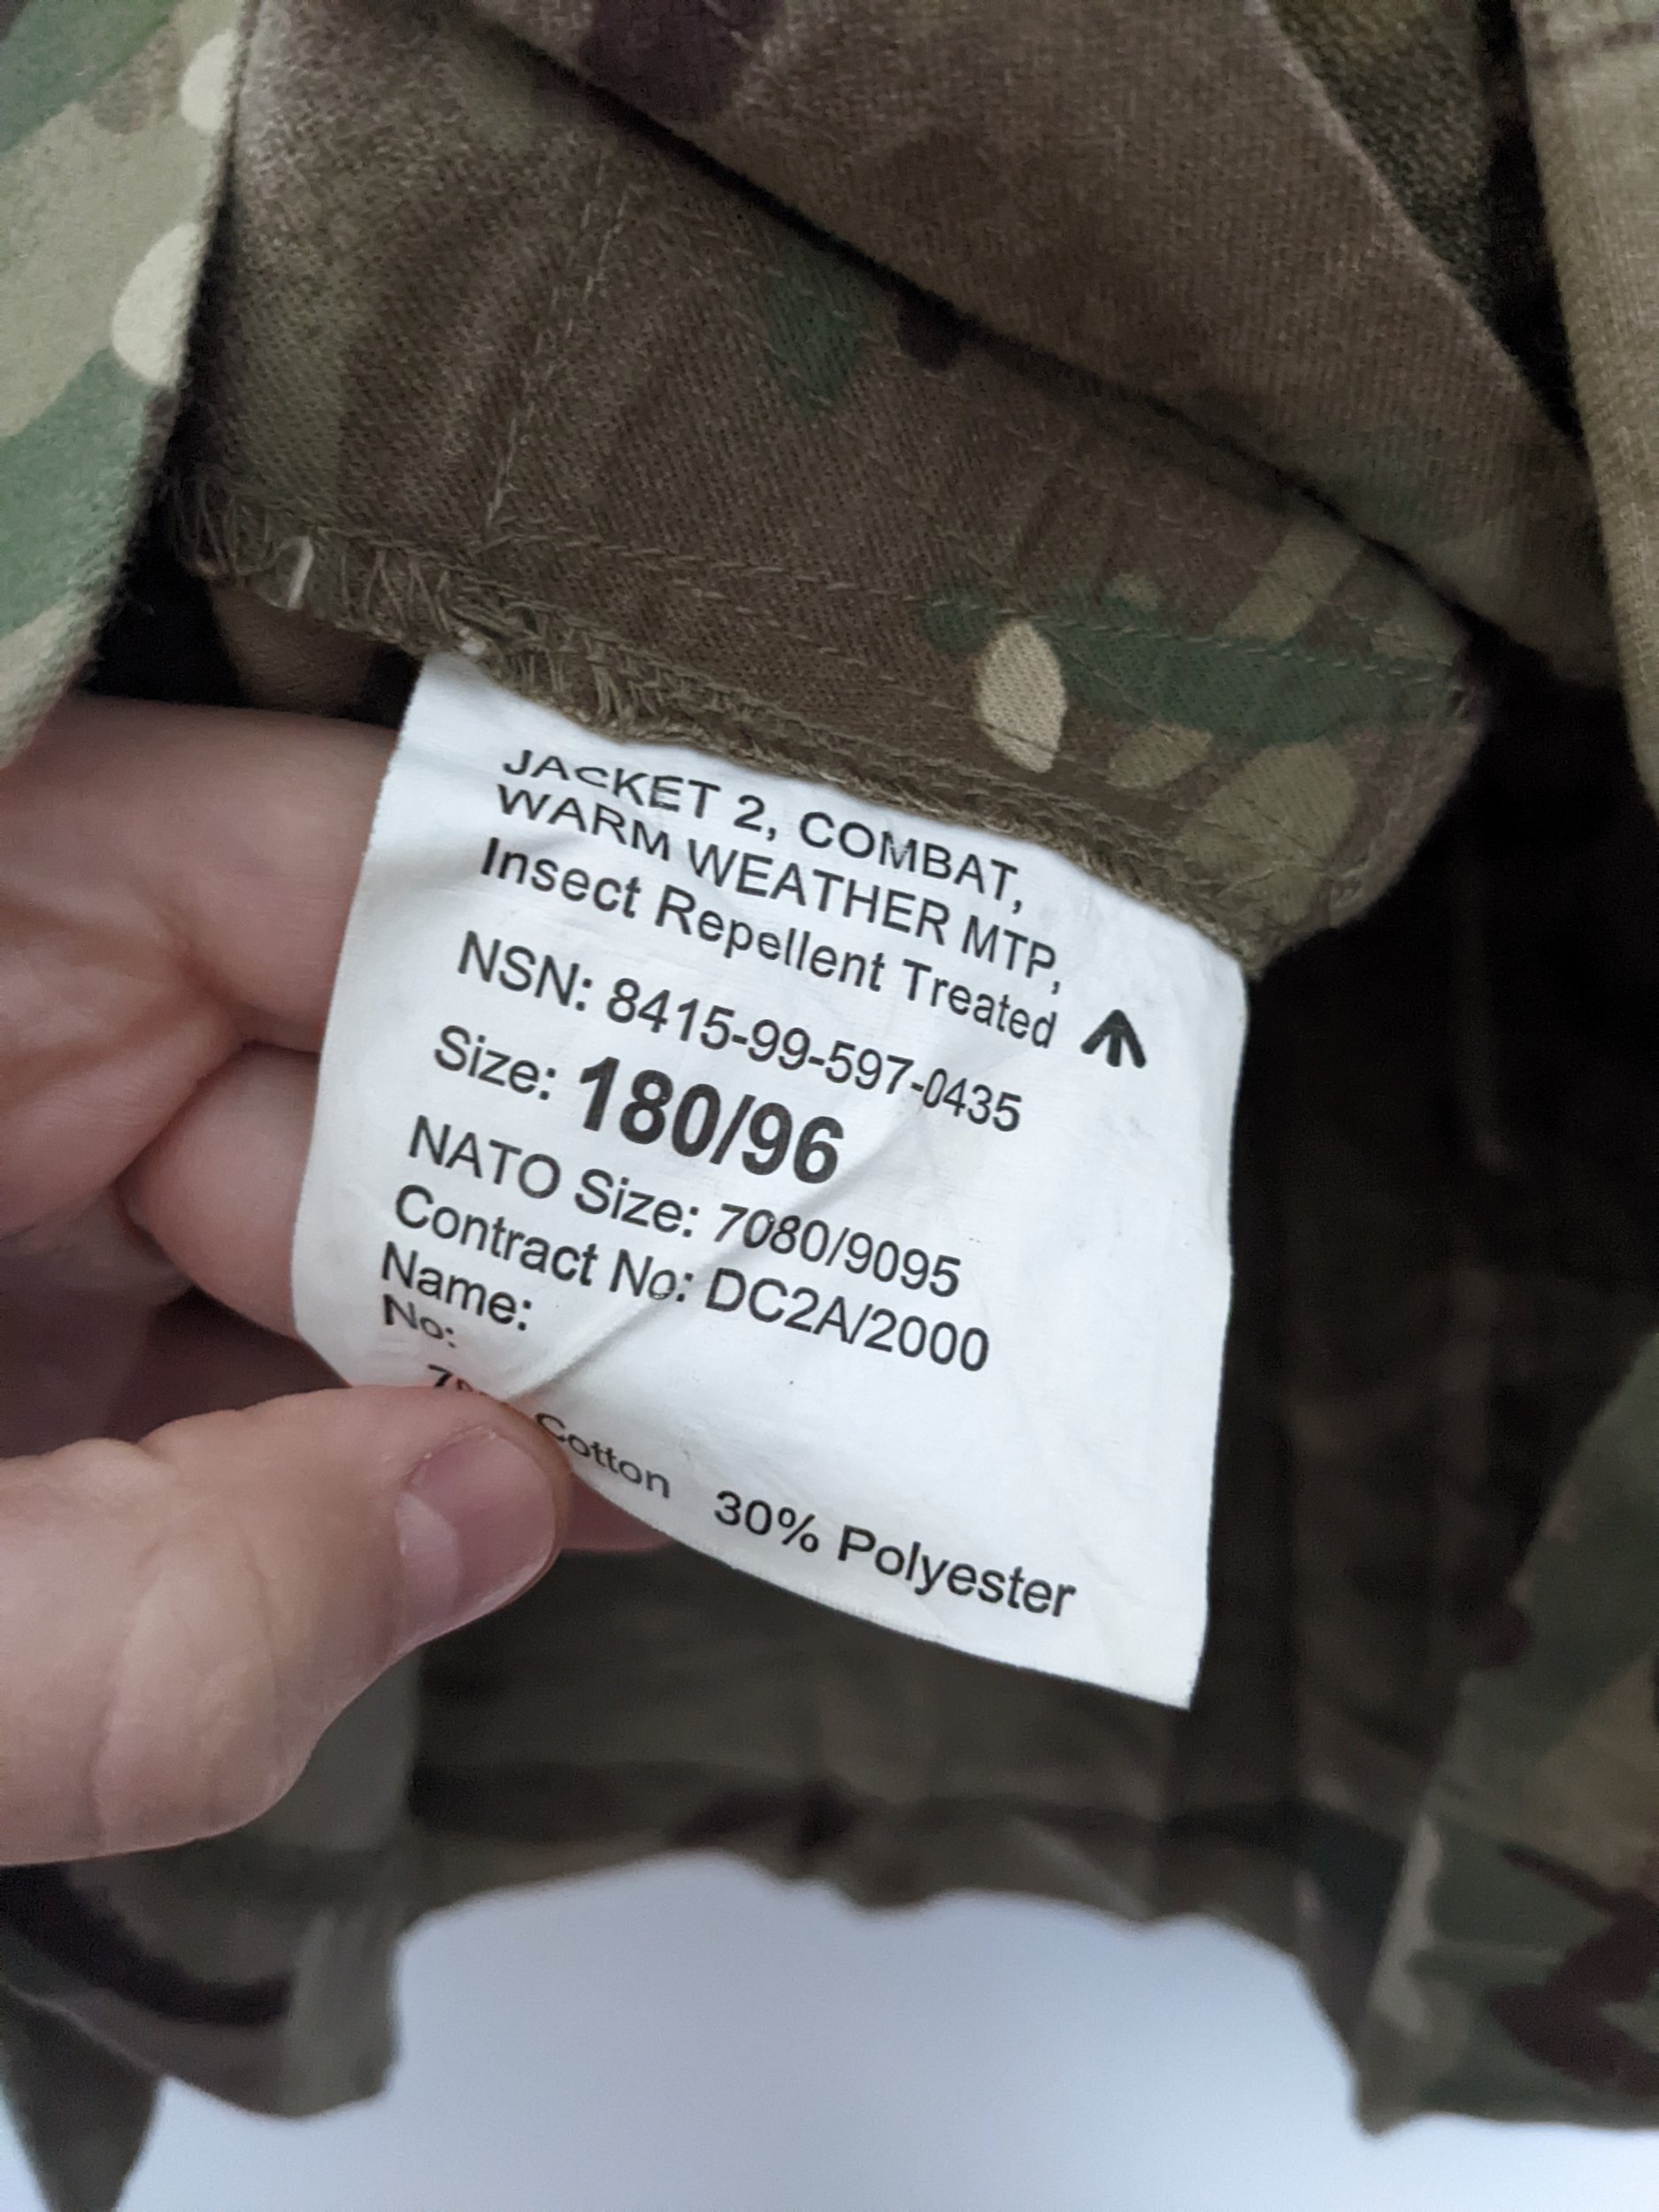 JACKET 2, COMBAT,
WARM WEATHER MTP,
Insect Repellent Treated
NSN: 8415-99-597-0435
Size: 180/96
NATO Size: 7080/9095
Contract No: DC2A/2000
Name:
No:
Cotton 30% Polyester